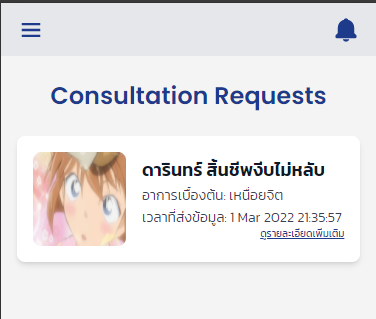 Consultation Requests
ดารินทร์ สิ้นชีพงีบไม่หลับ
อาการเบื้องต้น: เหนื่อยจิต
เวลาที่ส่งข้อมูล: 1 Mar 2022 21:35:57
ดูรายละเอียดเพิ่มเติม